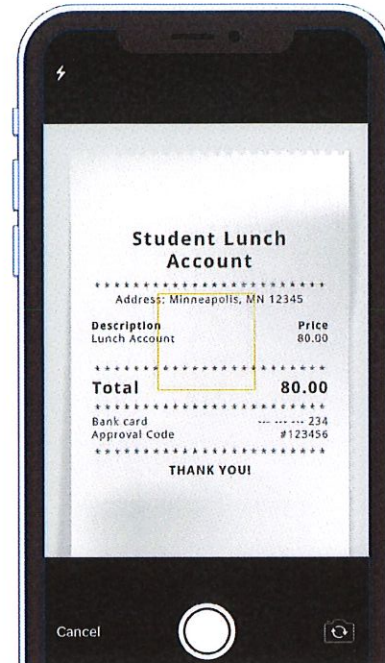 Student Lunch
Account
* * * * * * * * * * * * * * * * * * * * * * * *
Address: Minneapolis, MN 12345
Description Price
Lunch Account 80.00
* * * * * * * * * * * * * * * * * * * * * * * *
Total 80.00
* * * * * * * * * * * * * * * * * * * * * * * *
Bank card --- --- --- 234
Approval Code #123456
* * * * * * * * * * * * * * * * * * * * * * * *
THANK YOU!
Cancel